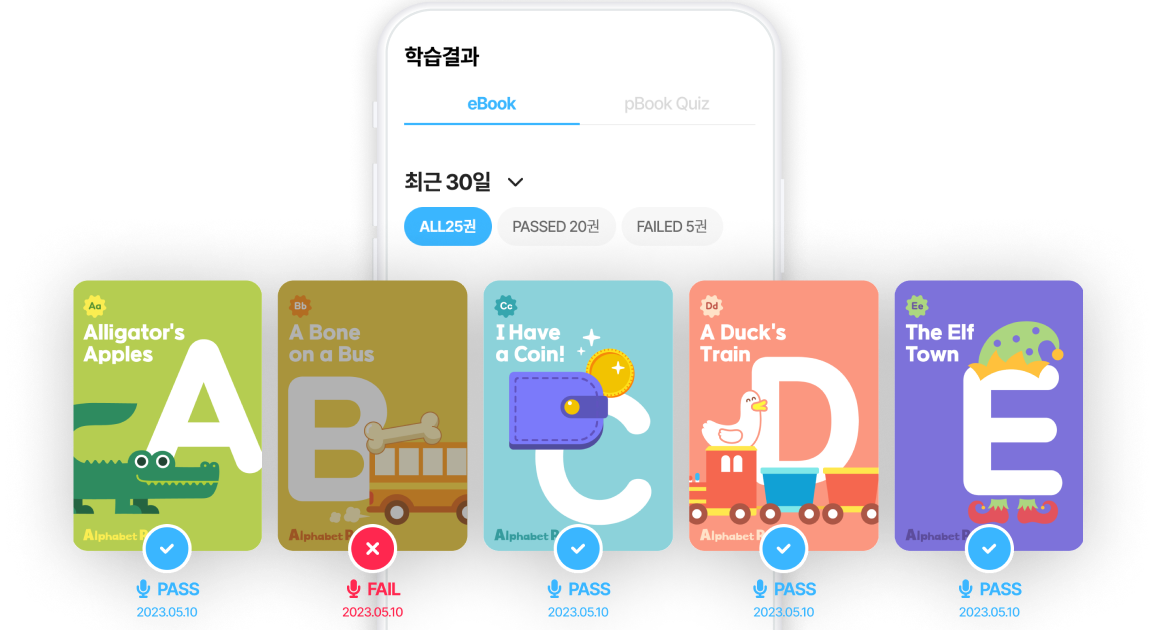 학습결과
eBook
pBook Quiz
최근 30일
ALL25권
PASSED 20권
FAILED 5권
Aa
Alligator's
Apples
A
Alphabet
PASS
2023.05.10
Bb
A Bone
on a Bus
B
Alphabet
FAIL
2023.05.10
Cc
I Have
a Coin!
C
Alphabet
PASS
2023.05.10
Dd
A Duck's
Train
D
Alphabet
PASS
2023.05.10
Ee
The Elf
Town
E
Alphabet
PASS
2023.05.10